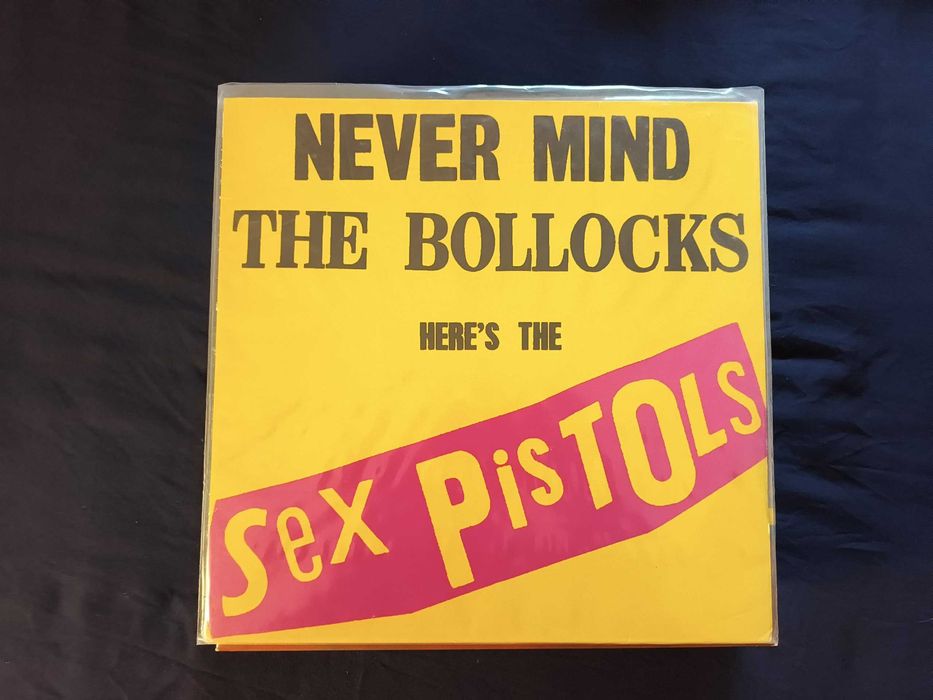 NEVER MIND
THE BOLLOCKS
HERE'S THE
Sex PiSTOLS